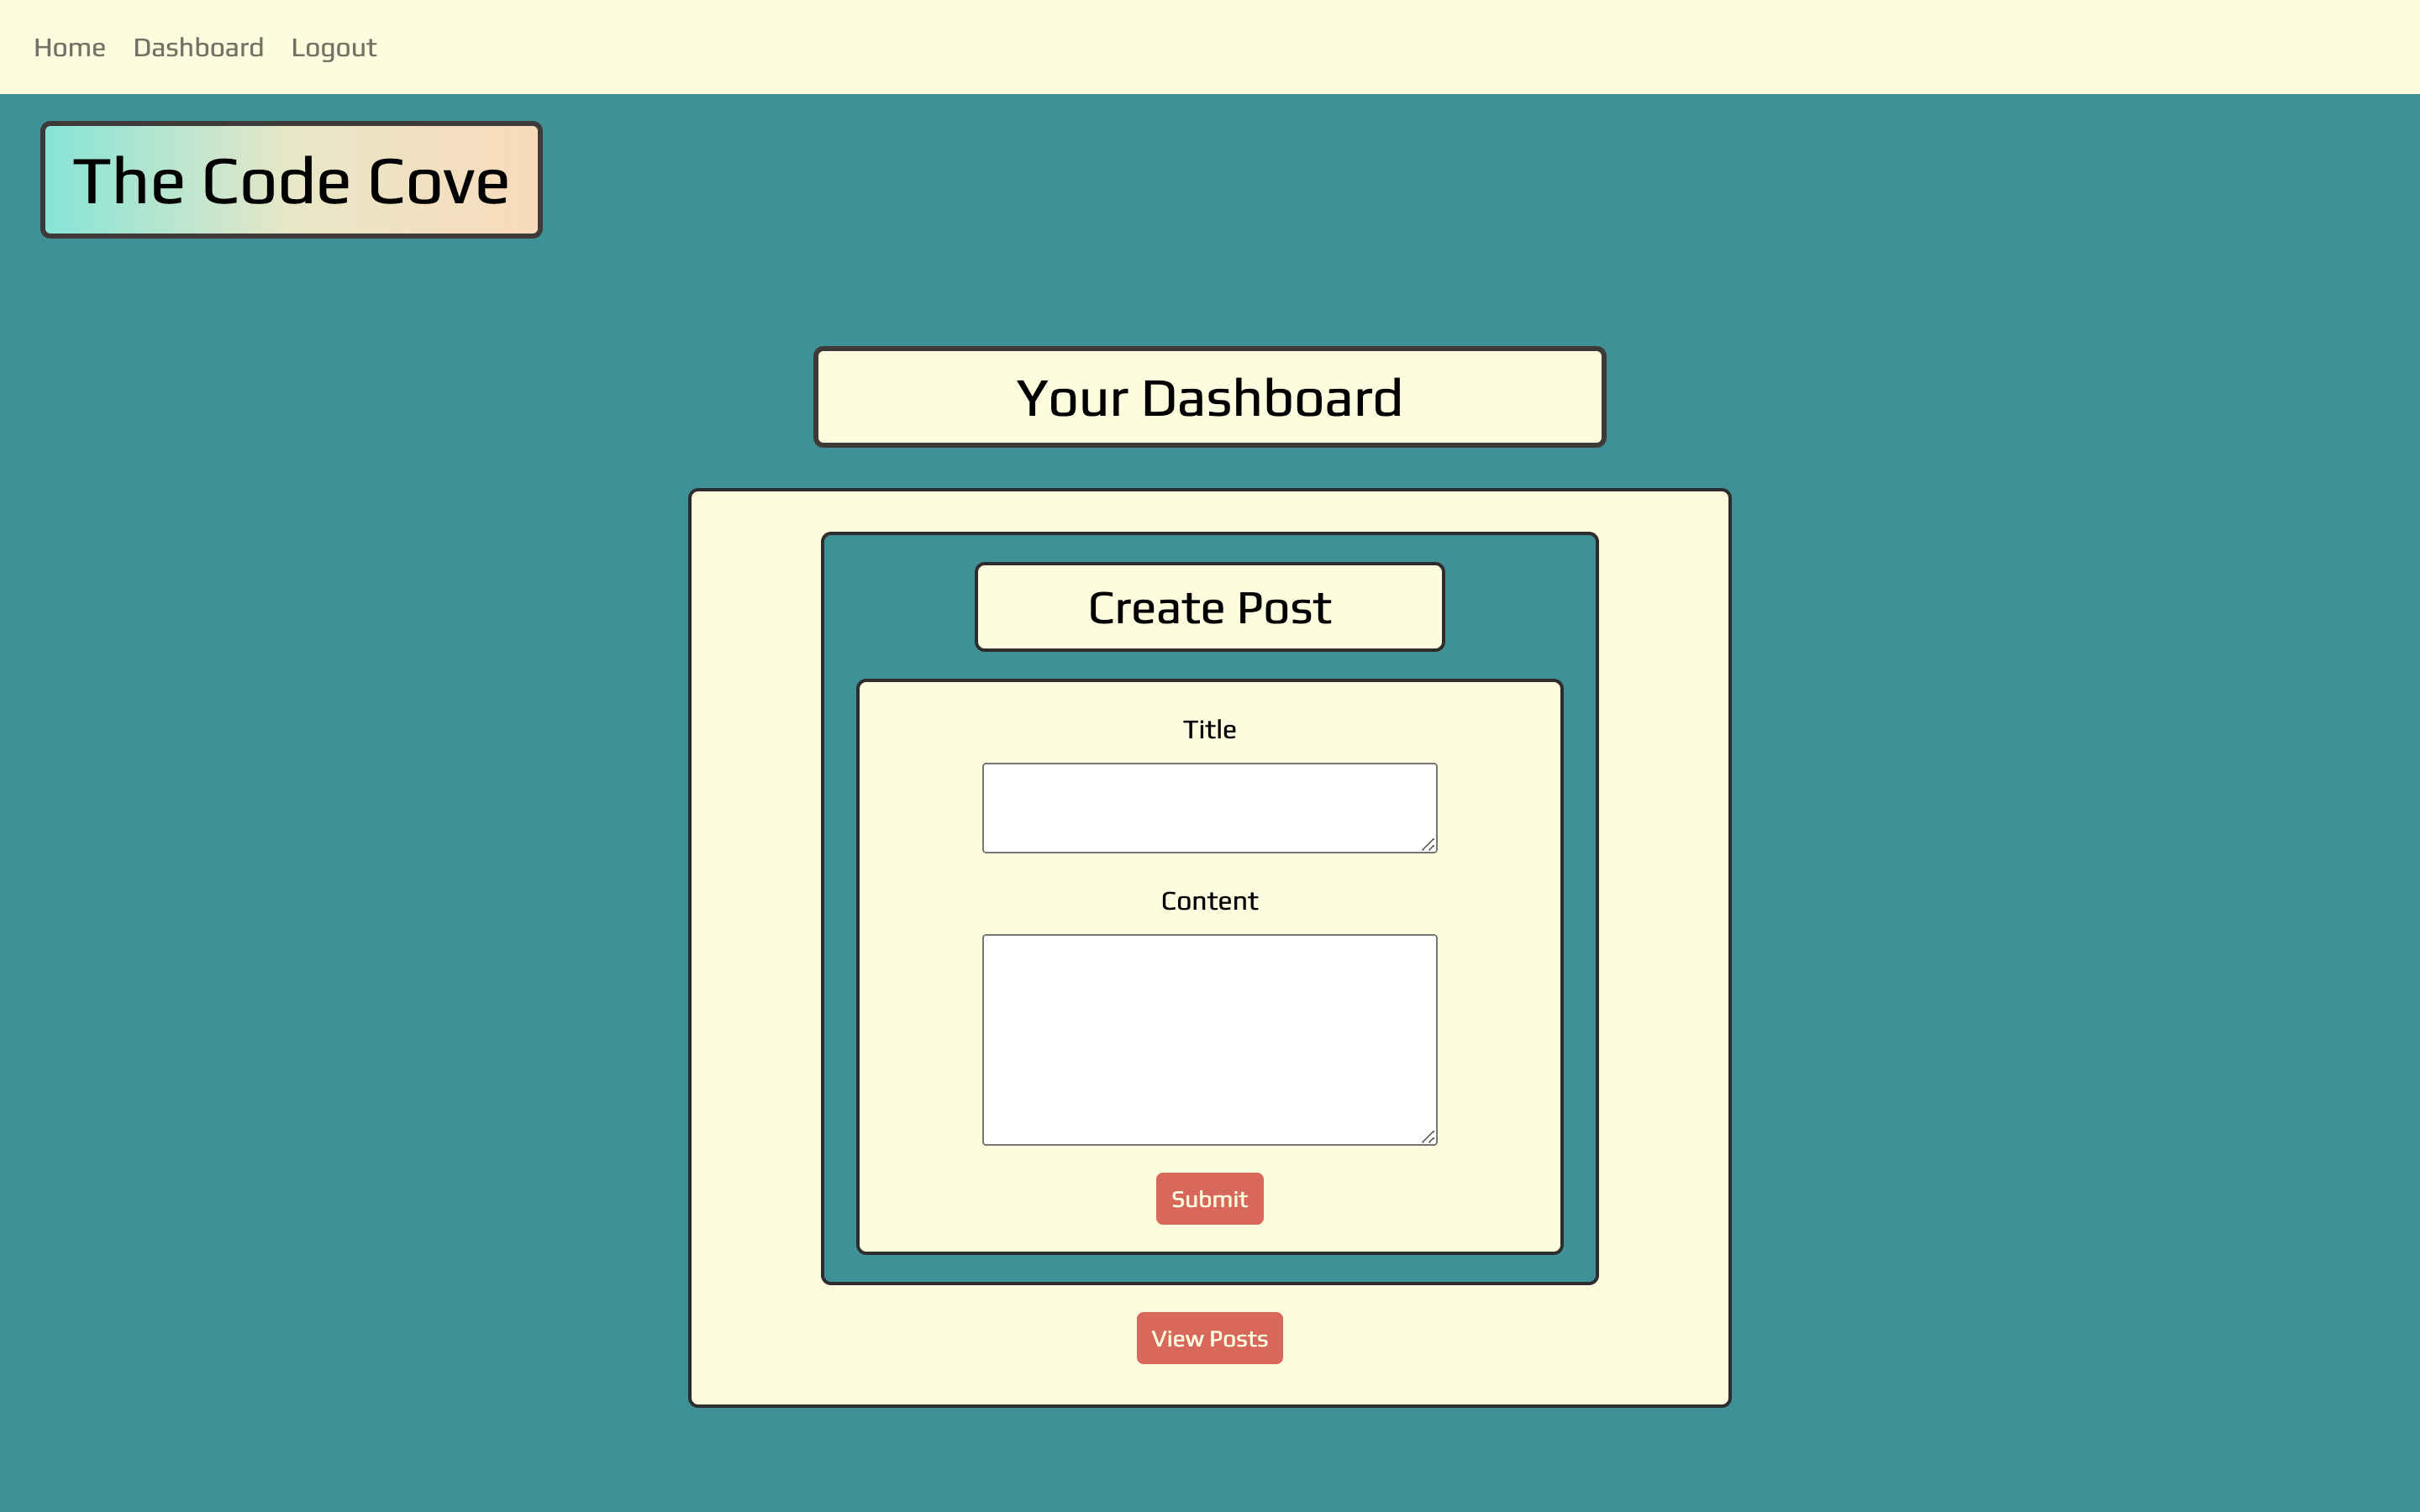 Home Dashboard Logout
The Code Cove
Your Dashboard
Create Post
Title
Content
Submit
View Posts